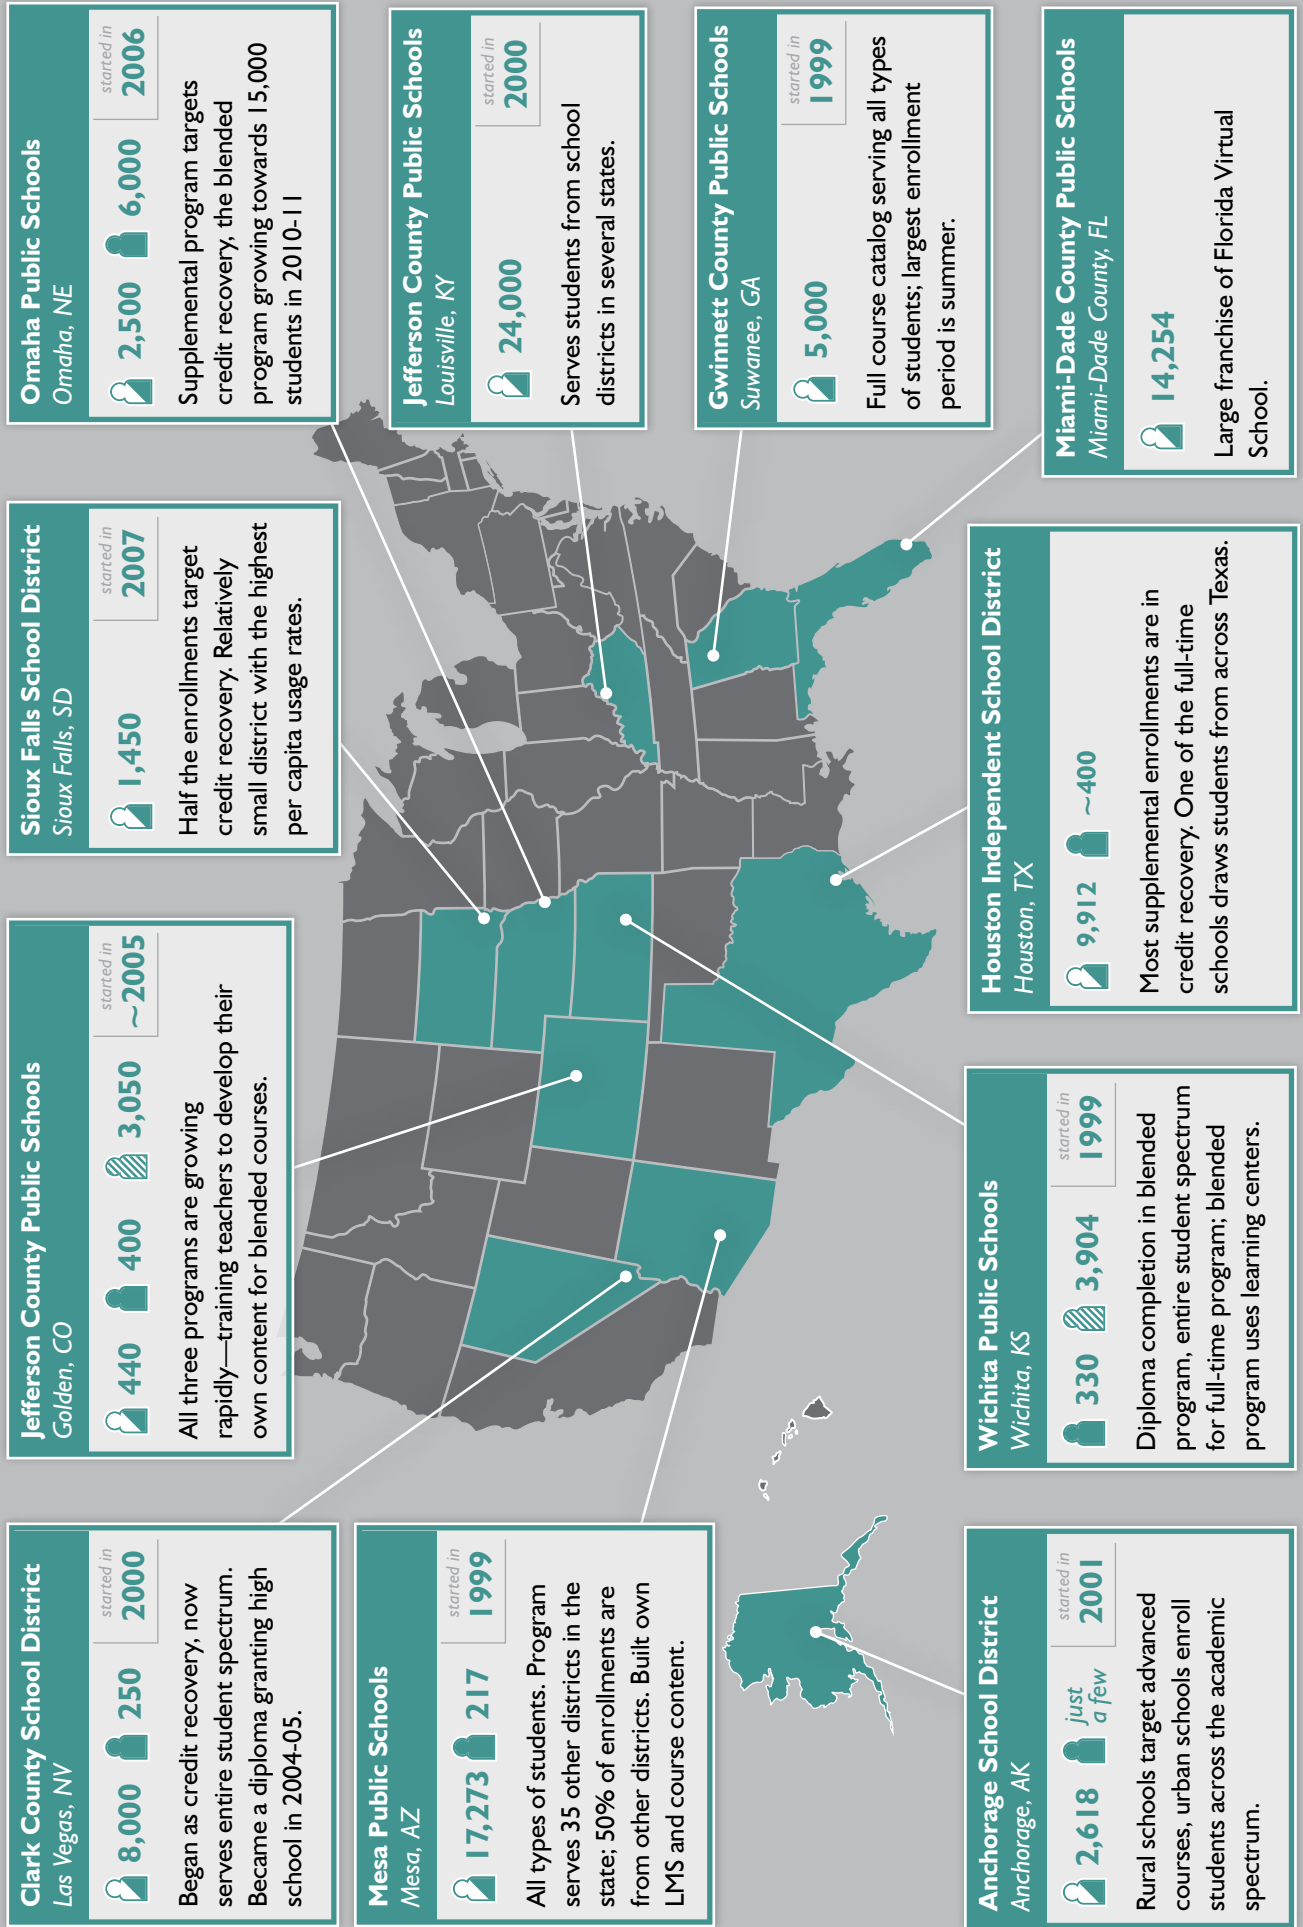 Clark County School District
Las Vegas, NV
8,000 250
started in
2000
Began as credit recovery, now
serves entire student spectrum.
Became a diploma granting high
school in 2004-05.
Jefferson County Public Schools
Golden, CO
440 400 3,050
started in
~2005
All three programs are growing
rapidly—training teachers to develop their
own content for blended courses.
Sioux Falls School District
Sioux Falls, SD
1,450
started in
2007
Half the enrollments target
credit recovery. Relatively
small district with the highest
per capita usage rates.
Omaha Public Schools
Omaha, NE
2,500 6,000
started in
2006
Supplemental program targets
credit recovery, the blended
program growing towards 15,000
students in 2010-11
Mesa Public Schools
Mesa, AZ
17,273 217
started in
1999
All types of students. Program
serves 35 other districts in the
state; 50% of enrollments are
from other districts. Built own
LMS and course content.
Jefferson County Public Schools
Louisville, KY
24,000
started in
2000
Serves students from school
districts in several states.
Gwinnett County Public Schools
Suwanee, GA
5,000
started in
1999
Full course catalog serving all types
of students; largest enrollment
period is summer.
Anchorage School District
Anchorage, AK
2,618 just
a few
started in
2001
Rural schools target advanced
courses, urban schools enroll
students across the academic
spectrum.
Wichita Public Schools
Wichita, KS
330 3,904
started in
1999
Diploma completion in blended
program, entire student spectrum
for full-time program; blended
program uses learning centers.
Houston Independent School District
Houston, TX
9,912 ~400
Most supplemental enrollments are in
credit recovery. One of the full-time
schools draws students from across Texas.
Miami-Dade County Public Schools
Miami-Dade County, FL
14,254
Large franchise of Florida Virtual
School.